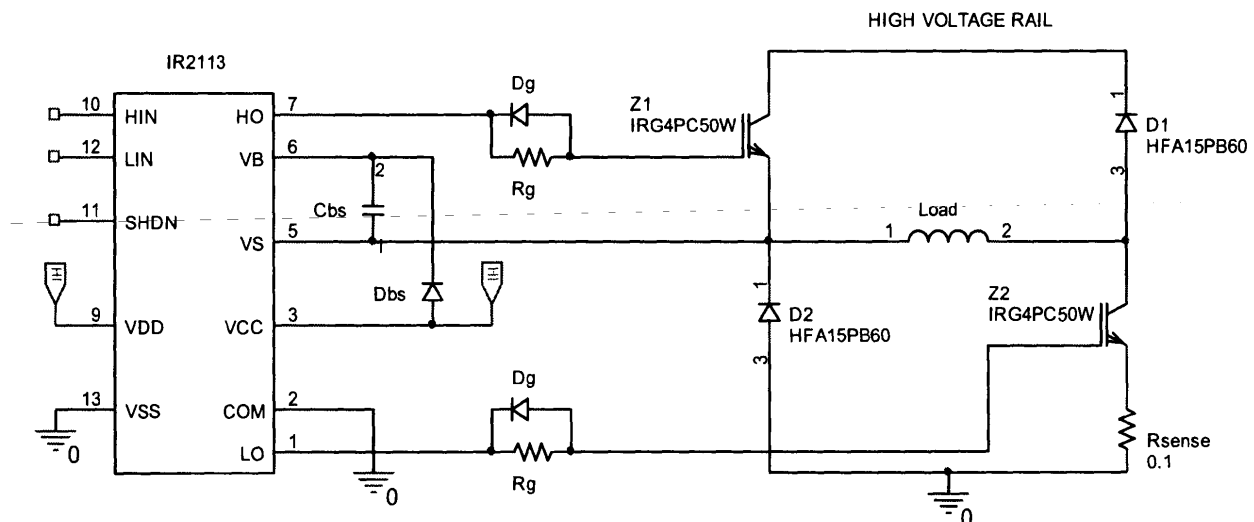 HIGH VOLTAGE RAIL
IR2113
10 HIN
12 LIN
11 SHDN
9 VDD
13 VSS
HO 7
VB 6
VS 5
VCC 3
COM 2
LO 1
Dg
Rg
2
Cbs
1
Dbs
Z1
IRG4PC50W
1
D1
HFA15PB60
3
Load
1 2
1
D2
HFA15PB60
3
Z2
IRG4PC50W
Dg
Rg
Rsense
0.1
0
0
0